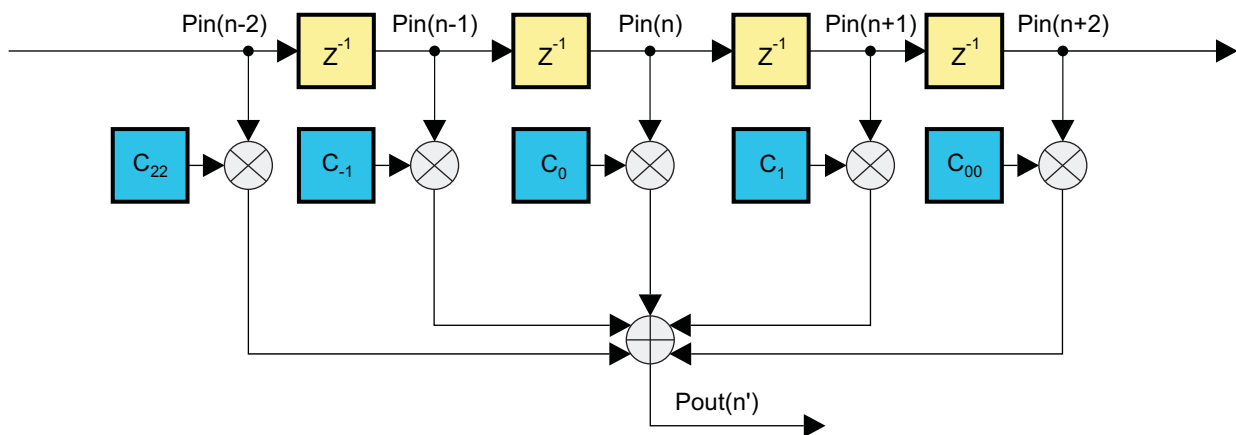 Pin(n-2) Pin(n-1) Pin(n) Pin(n+1) Pin(n+2)
Z⁻¹ Z⁻¹ Z⁻¹ Z⁻¹
C₂₂ C₋₁ C₀ C₁ C₀₀
Pout(n')